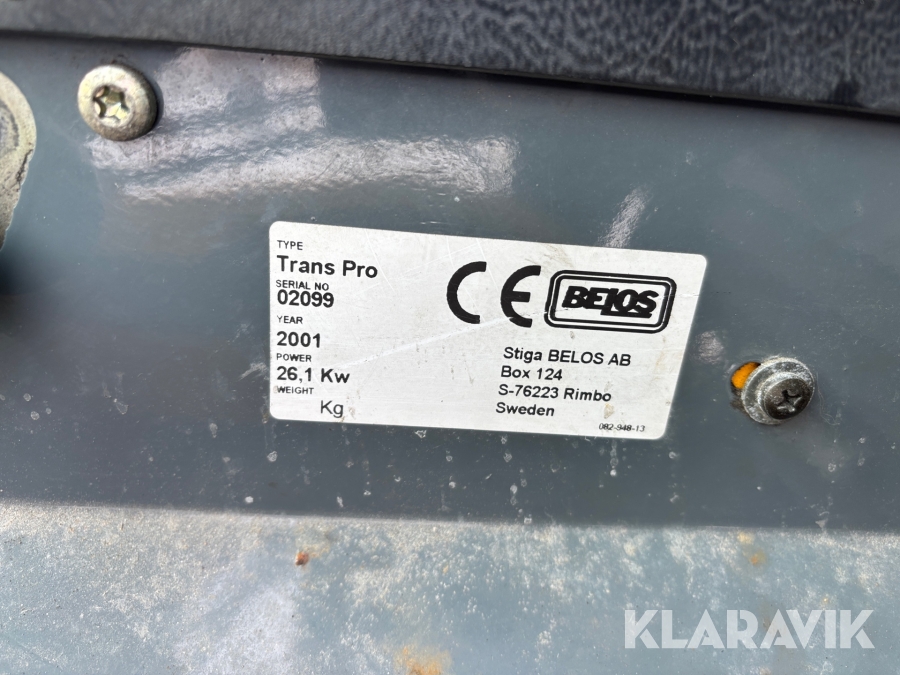 TYPE
Trans Pro
SERIAL NO
02099
YEAR
2001
POWER
26,1 Kw
WEIGHT
Kg
CE
BELOS
Stiga BELOS AB
Box 124
S-76223 Rimbo
Sweden
082-948-13
KLARAVIK